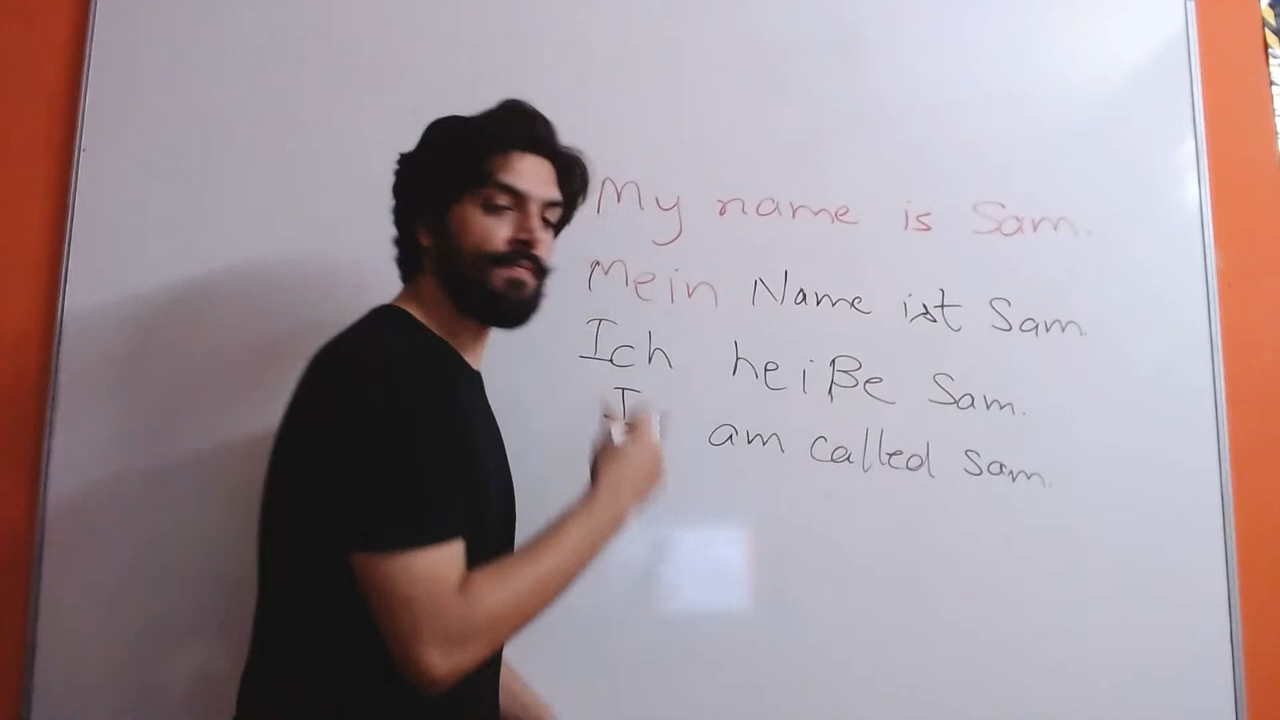 My name is Sam.
Mein Name ist Sam
Ich heiße Sam.
I am called Sam.